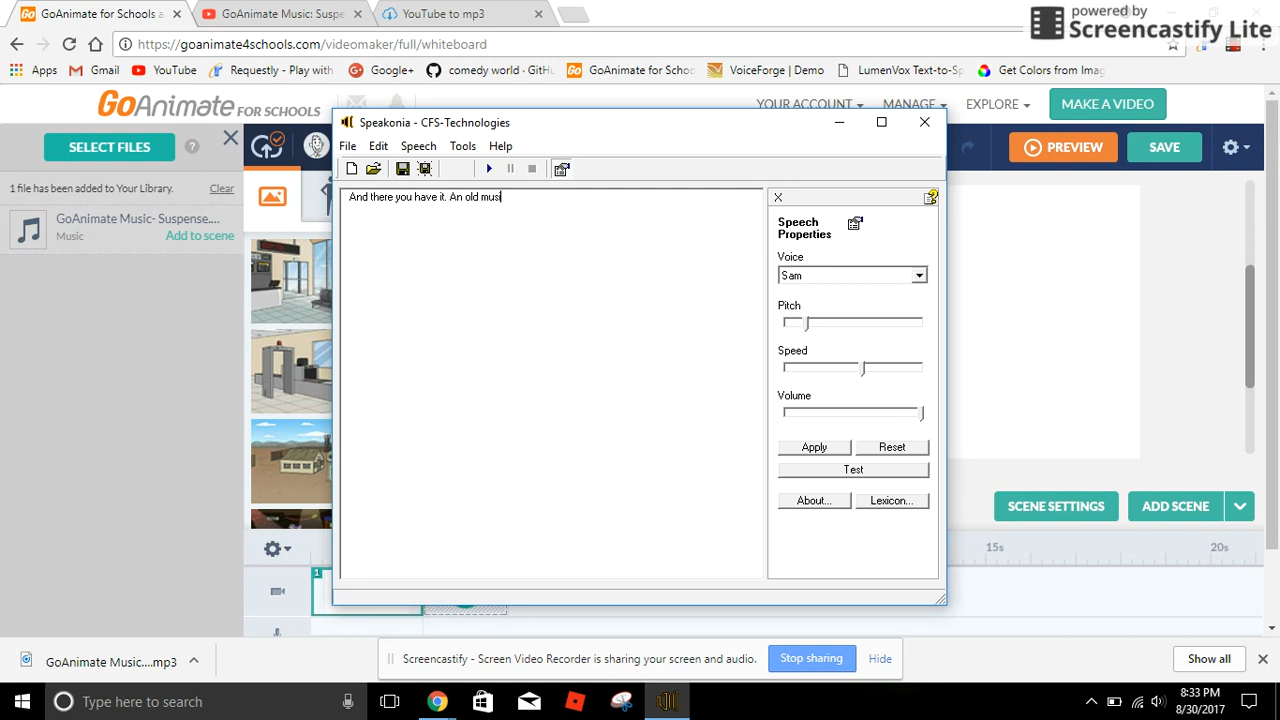 GoAnimate for Schools a
GoAnimate Music: Suspe
YouTube to mp3
powered by
Screencastify Lite
https://goanimate4schools.com/videomaker/full/whiteboard
Apps
Gmail
YouTube
Requestly - Play with
Google+
comedy world - GitHu
GoAnimate for Schoo
VoiceForge | Demo
LumenVox Text-to-Sp
Get Colors from Imag
GoAnimate FOR SCHOOLS
YOUR ACCOUNT
MANAGE
EXPLORE
MAKE A VIDEO
SELECT FILES
?
PREVIEW
SAVE
1 file has been added to Your Library.
Clear
GoAnimate Music- Suspense....
Music
Add to scene
Speakonia - CFS-Technologies
File
Edit
Speech
Tools
Help
And there you have it. An old musi
Speech
Properties
Voice
Sam
Pitch
Speed
Volume
Apply
Reset
Test
About...
Lexicon...
SCENE SETTINGS
ADD SCENE
15s
20s
1
GoAnimate Music....mp3
Screencastify - Screen Video Recorder is sharing your screen and audio.
Stop sharing
Hide
Show all
Type here to search
8:33 PM
8/30/2017